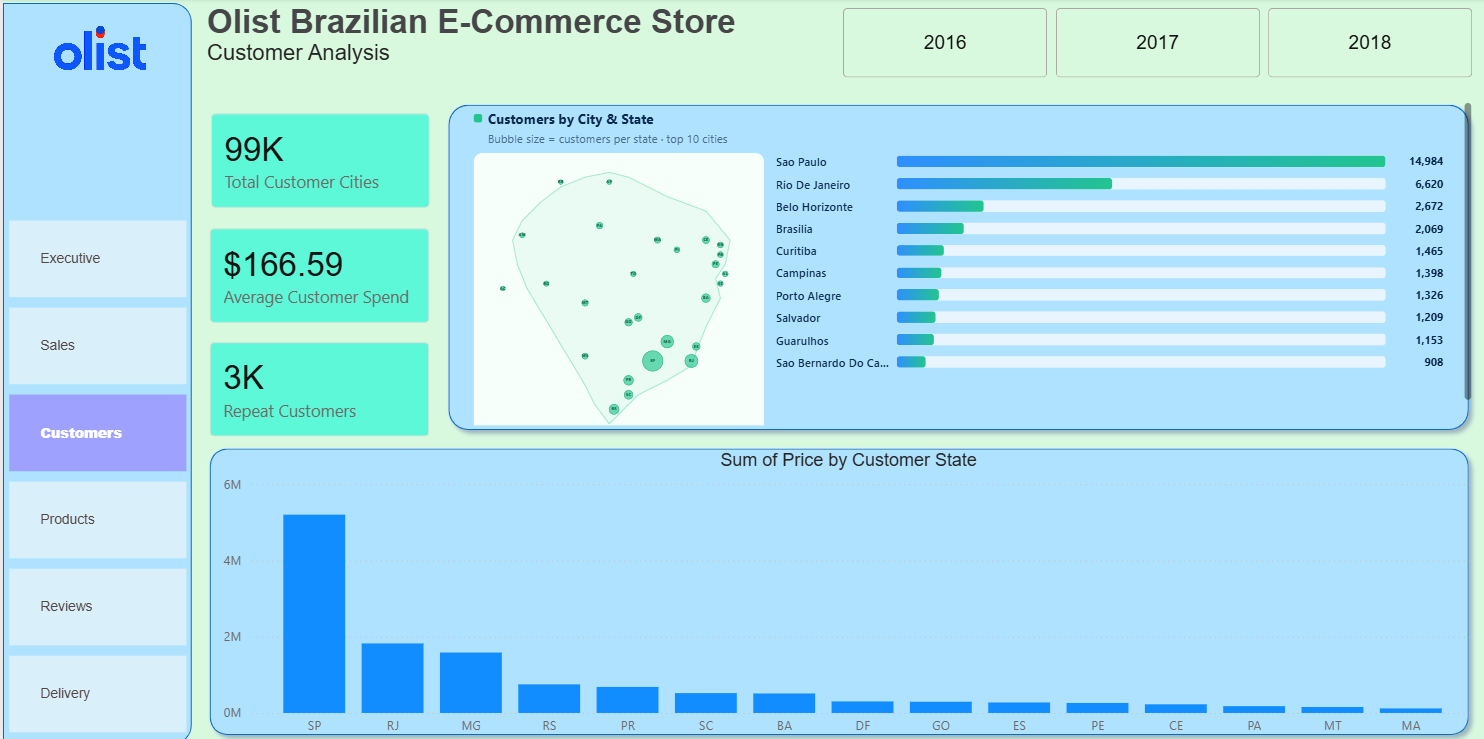 olist
Olist Brazilian E-Commerce Store
Customer Analysis
2016
2017
2018
Executive
Sales
Customers
Products
Reviews
Delivery
99K
Total Customer Cities
$166.59
Average Customer Spend
3K
Repeat Customers
Customers by City & State
Bubble size = customers per state · top 10 cities
Sao Paulo 14,984
Rio De Janeiro 6,620
Belo Horizonte 2,672
Brasilia 2,069
Curitiba 1,465
Campinas 1,398
Porto Alegre 1,326
Salvador 1,209
Guarulhos 1,153
Sao Bernardo Do Ca... 908
Sum of Price by Customer State
6M
4M
2M
0M
SP RJ MG RS PR SC BA DF GO ES PE CE PA MT MA